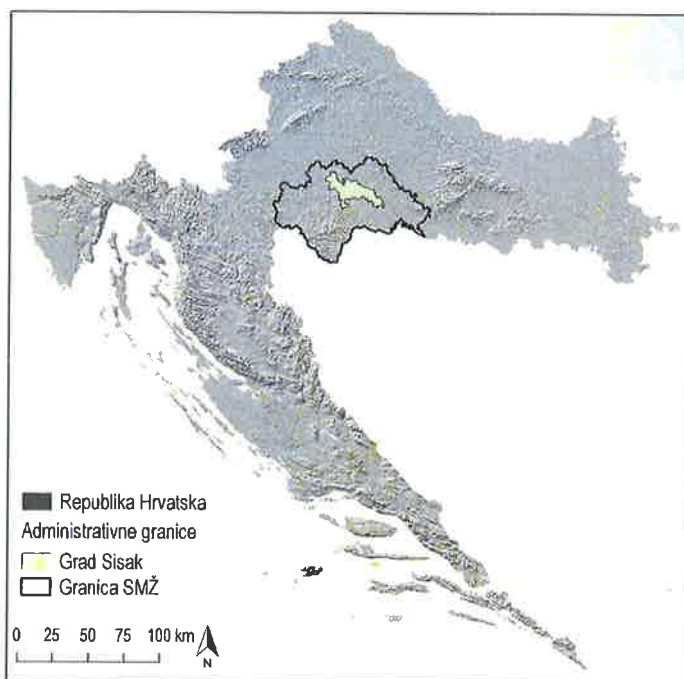 Republika Hrvatska
Administrativne granice
Grad Sisak
Granica SMŽ
0 25 50 75 100 km
N